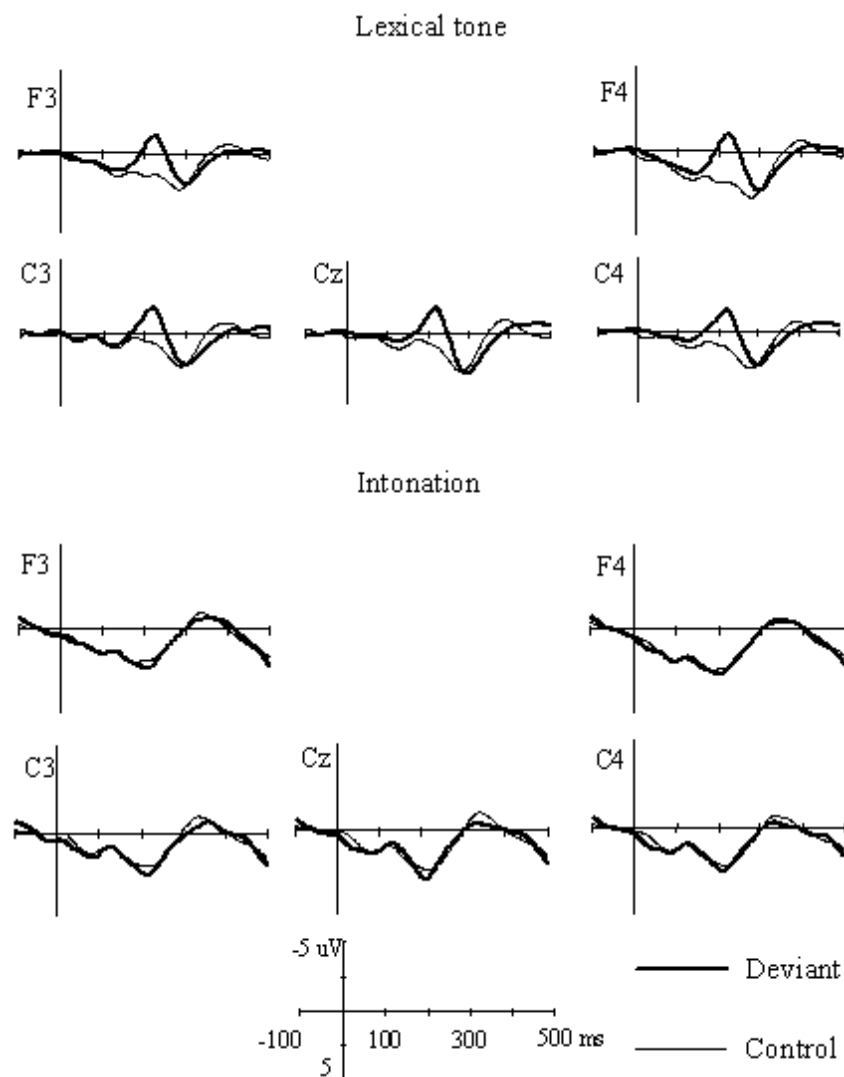 Lexical tone
F3
F4
C3
Cz
C4
Intonation
F3
F4
C3
Cz
C4
-5 uV
-100 100 300 500 ms
5
Deviant
Control